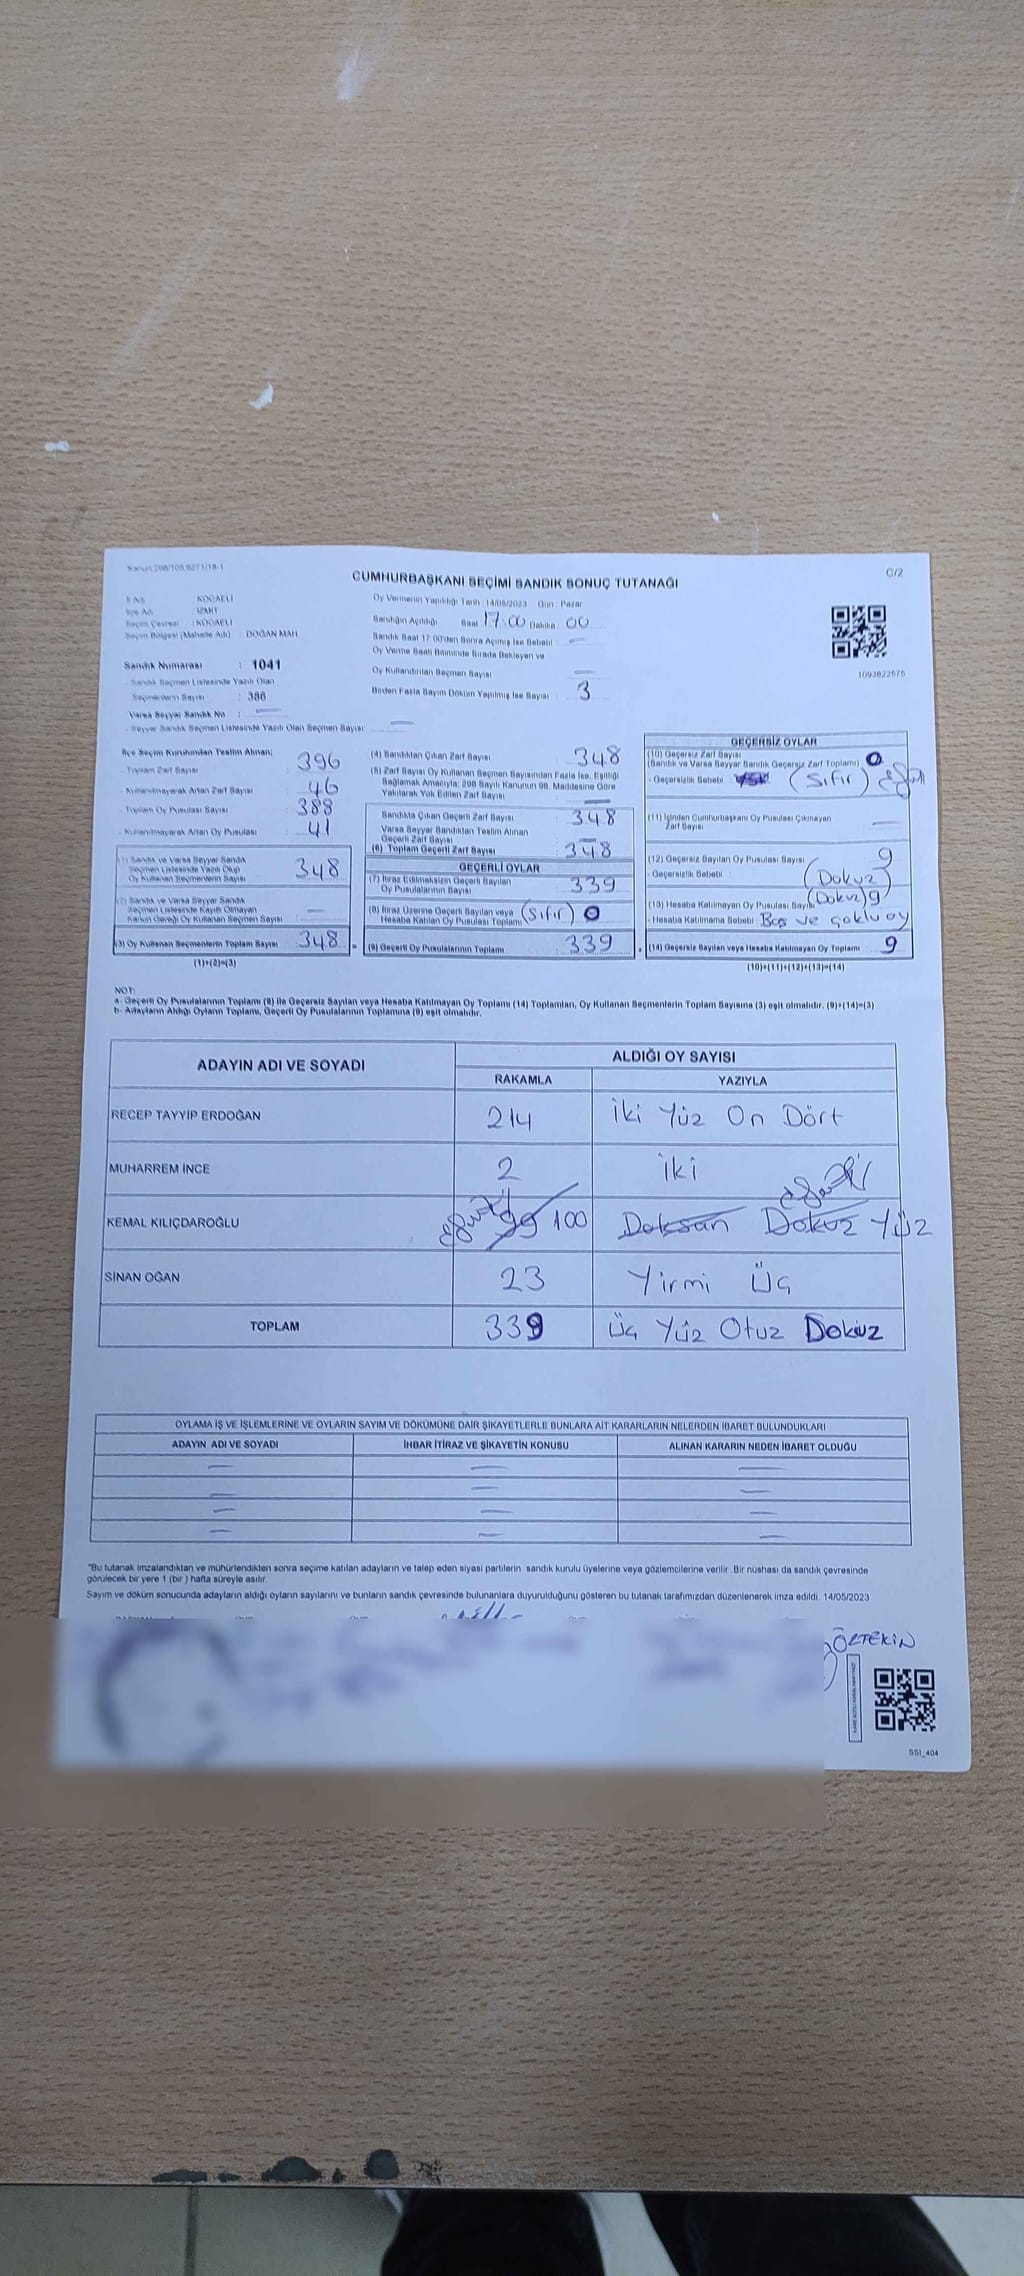 Kanun:298/105,6271/18-1
C/2
CUMHURBAŞKANI SEÇİMİ SANDIK SONUÇ TUTANAĞI
İl Adı : KOCAELİ
İlçe Adı : İZMİT
Seçim Çevresi : KOCAELİ
Seçim Bölgesi (Mahalle Adı) : DOĞAN MAH
Sandık Numarası : 1041
- Sandık Seçmen Listesinde Yazılı Olan
Seçmenlerin Sayısı : 386
Varsa Seyyar Sandık No :
- Seyyar Sandık Seçmen Listesinde Yazılı Olan Seçmen Sayısı:
Oy Vermenin Yapıldığı Tarih : 14/05/2023 Gün : Pazar
Sandığın Açıldığı Saat 17:00 Dakika 00
Sandık Saat 17:00'den Sonra Açılmış İse Sebebi :
Oy Verme Saati Bitiminde Sırada Bekleyen ve
Oy Kullandırılan Seçmen Sayısı
Birden Fazla Sayım Döküm Yapılmış İse Sayısı : 3
1093822676
İlçe Seçim Kurulundan Teslim Alınan;
- Toplam Zarf Sayısı : 396
- Kullanılmayarak Artan Zarf Sayısı : 46
- Toplam Oy Pusulası Sayısı : 388
- Kullanılmayarak Artan Oy Pusulası : 41
(1) Sandık ve Varsa Seyyar Sandık
Seçmen Listesinde Yazılı Olup
Oy Kullanan Seçmenlerin Sayısı : 348
(2) Sandık ve Varsa Seyyar Sandık
Seçmen Listesinde Kayıtlı Olmayan
Kanun Gereği Oy Kullanan Seçmen Sayısı :
(3) Oy Kullanan Seçmenlerin Toplam Sayısı : 348
(1)+(2)=(3)
(4) Sandıktan Çıkan Zarf Sayısı : 348
(5) Zarf Sayısı Oy Kullanan Seçmen Sayısından Fazla İse, Eşitliği
Sağlamak Amacıyla; 298 Sayılı Kanunun 98. Maddesine Göre
Yakılarak Yok Edilen Zarf Sayısı :
Sandıkta Çıkan Geçerli Zarf Sayısı : 348
Varsa Seyyar Sandıktan Teslim Alınan
Geçerli Zarf Sayısı :
(6) Toplam Geçerli Zarf Sayısı : 348
GEÇERLİ OYLAR
(7) İtiraz Edilmeksizin Geçerli Sayılan
Oy Pusulalarının Sayısı : 339
(8) İtiraz Üzerine Geçerli Sayılan veya
Hesaba Katılan Oy Pusulası Toplamı : (Sıfır) 0
(9) Geçerli Oy Pusulalarının Toplamı : 339
GEÇERSİZ OYLAR
(10) Geçersiz Zarf Sayısı
(Sandık ve Varsa Seyyar Sandık Geçersiz Zarf Toplamı) : 0
- Geçersizlik Sebebi : (Sıfır)
(11) İçinden Cumhurbaşkanı Oy Pusulası Çıkmayan
Zarf Sayısı :
(12) Geçersiz Sayılan Oy Pusulası Sayısı : 9
- Geçersizlik Sebebi : (Dokuz)
(13) Hesaba Katılmayan Oy Pusulası Sayısı : (Dokuz) 9
- Hesaba Katılmama Sebebi : Boş ve çoklu oy
(14) Geçersiz Sayılan veya Hesaba Katılmayan Oy Toplamı : 9
(10)+(11)+(12)+(13)=(14)
NOT:
a- Geçerli Oy Pusulalarının Toplamı (9) ile Geçersiz Sayılan veya Hesaba Katılmayan Oy Toplamı (14) Toplamları, Oy Kullanan Seçmenlerin Toplam Sayısına (3) eşit olmalıdır. (9)+(14)=(3)
b- Adayların Aldığı Oyların Toplamı, Geçerli Oy Pusulalarının Toplamına (9) eşit olmalıdır.
ADAYIN ADI VE SOYADI ALDIĞI OY SAYISI
RAKAMLA YAZIYLA
RECEP TAYYİP ERDOĞAN 214 İki Yüz On Dört
MUHARREM İNCE 2 İki
KEMAL KILIÇDAROĞLU 99 100 Doksan Dokuz Yüz
SİNAN OĞAN 23 Yirmi Üç
TOPLAM 339 Üç Yüz Otuz Dokuz
OYLAMA İŞ VE İŞLEMLERİNE VE OYLARIN SAYIM VE DÖKÜMÜNE DAİR ŞİKAYETLERLE BUNLARA AİT KARARLARIN NELERDEN İBARET BULUNDUKLARI
ADAYIN ADI VE SOYADI İHBAR İTİRAZ VE ŞİKAYETİN KONUSU ALINAN KARARIN NEDEN İBARET OLDUĞU
*Bu tutanak imzalandıktan ve mühürlendikten sonra seçime katılan adayların ve talep eden siyasi partilerin sandık kurulu üyelerine veya gözlemcilerine verilir. Bir nüshası da sandık çevresinde
görülecek bir yere 1 (bir) hafta süreyle asılır.
Sayım ve döküm sonucunda adayların aldığı oyların sayılarını ve bunların sandık çevresinde bulunanlara duyurulduğunu gösteren bu tutanak tarafımızdan düzenlenerek imza edildi. 14/05/2023
ÖZTEKİN
SSI_404